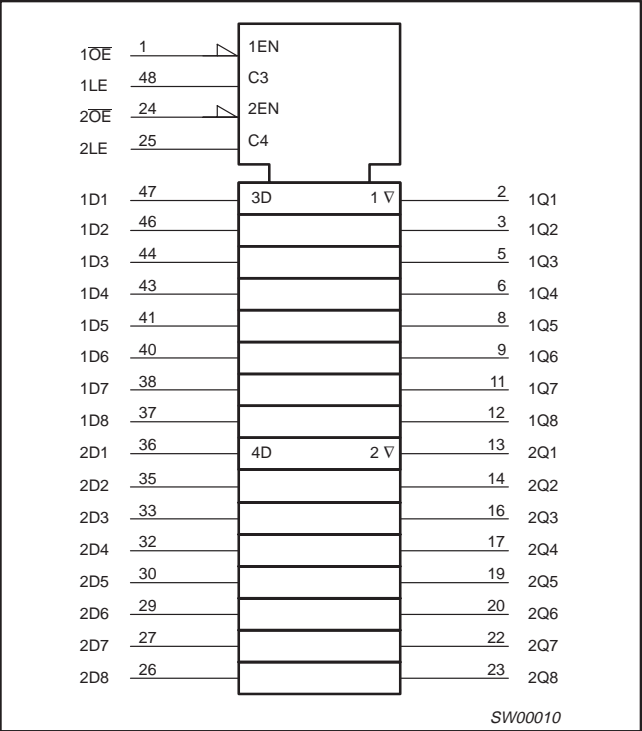 1O̅E̅ 1 1EN
1LE 48 C3
2O̅E̅ 24 2EN
2LE 25 C4
1D1 47 3D 1 ∇ 2 1Q1
1D2 46 3 1Q2
1D3 44 5 1Q3
1D4 43 6 1Q4
1D5 41 8 1Q5
1D6 40 9 1Q6
1D7 38 11 1Q7
1D8 37 12 1Q8
2D1 36 4D 2 ∇ 13 2Q1
2D2 35 14 2Q2
2D3 33 16 2Q3
2D4 32 17 2Q4
2D5 30 19 2Q5
2D6 29 20 2Q6
2D7 27 22 2Q7
2D8 26 23 2Q8
SW00010